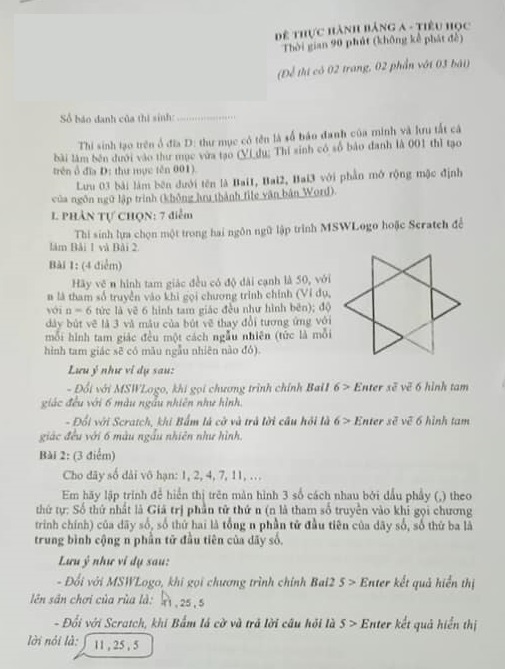 ĐỀ THỰC HÀNH BẢNG A - TIỂU HỌC
Thời gian 90 phút (không kể phát đề)
(Đề thi có 02 trang, 02 phần với 03 bài)
Số báo danh của thí sinh: ....................
Thí sinh tạo trên ổ đĩa D: thư mục có tên là số báo danh của mình và lưu tất cả
bài làm bên dưới vào thư mục vừa tạo (Ví dụ: Thí sinh có số báo danh là 001 thì tạo
trên ổ đĩa D: thư mục tên 001).
Lưu 03 bài làm bên dưới tên là Bai1, Bai2, Bai3 với phần mở rộng mặc định
của ngôn ngữ lập trình (không lưu thành file văn bản Word).
I. PHẦN TỰ CHỌN: 7 điểm
Thí sinh lựa chọn một trong hai ngôn ngữ lập trình MSWLogo hoặc Scratch để
làm Bài 1 và Bài 2.
Bài 1: (4 điểm)
Hãy vẽ n hình tam giác đều có độ dài cạnh là 50, với
n là tham số truyền vào khi gọi chương trình chính (Ví dụ,
với n = 6 tức là vẽ 6 hình tam giác đều như hình bên); độ
dày bút vẽ là 3 và màu của bút vẽ thay đổi tương ứng với
mỗi hình tam giác đều một cách ngẫu nhiên (tức là mỗi
hình tam giác sẽ có màu ngẫu nhiên nào đó).
Lưu ý như ví dụ sau:
- Đối với MSWLogo, khi gọi chương trình chính Bai1 6 > Enter sẽ vẽ 6 hình tam
giác đều với 6 màu ngẫu nhiên như hình.
- Đối với Scratch, khi Bấm lá cờ và trả lời câu hỏi là 6 > Enter sẽ vẽ 6 hình tam
giác đều với 6 màu ngẫu nhiên như hình.
Bài 2: (3 điểm)
Cho dãy số dài vô hạn: 1, 2, 4, 7, 11, …
Em hãy lập trình để hiển thị trên màn hình 3 số cách nhau bởi dấu phẩy (,) theo
thứ tự: Số thứ nhất là Giá trị phần tử thứ n (n là tham số truyền vào khi gọi chương
trình chính) của dãy số, số thứ hai là tổng n phần tử đầu tiên của dãy số, số thứ ba là
trung bình cộng n phần tử đầu tiên của dãy số.
Lưu ý như ví dụ sau:
- Đối với MSWLogo, khi gọi chương trình chính Bai2 5 > Enter kết quả hiển thị
lên sân chơi của rùa là: , 25 , 5
- Đối với Scratch, khi Bấm lá cờ và trả lời câu hỏi là 5 > Enter kết quả hiển thị
lời nói là: 11 , 25 , 5